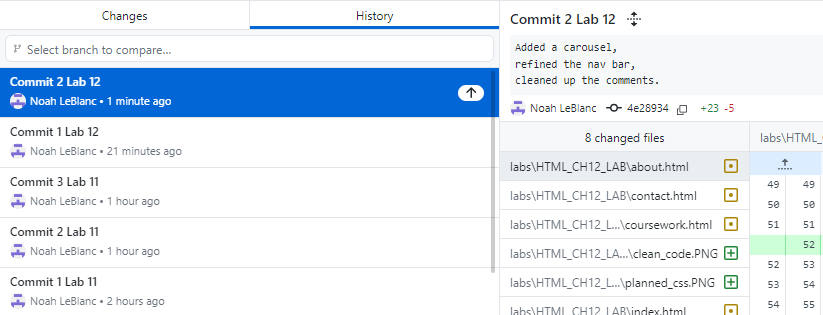 Changes
History
Select branch to compare...
Commit 2 Lab 12
Noah LeBlanc • 1 minute ago
Commit 1 Lab 12
Noah LeBlanc • 21 minutes ago
Commit 3 Lab 11
Noah LeBlanc • 1 hour ago
Commit 2 Lab 11
Noah LeBlanc • 1 hour ago
Commit 1 Lab 11
Noah LeBlanc • 2 hours ago
Commit 2 Lab 12
Added a carousel,
refined the nav bar,
cleaned up the comments.
Noah LeBlanc 4e28934 +23 -5
8 changed files
labs\HTML_CH12_LAB\about.html
labs\HTML_CH12_LAB\contact.html
labs\HTML_CH12_L...\coursework.html
labs\HTML_CH12_LA...\clean_code.PNG
labs\HTML_CH12_L...\planned_css.PNG
labs\HTML_CH12_LAB\index.html
labs\HTML_
49 49
50 50
51 51
52
52 53
53 54
54 55